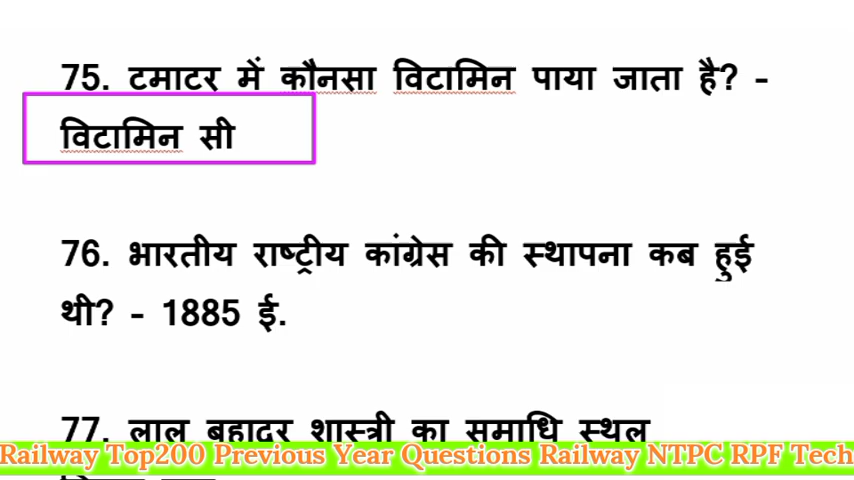 75. टमाटर में कौनसा विटामिन पाया जाता है? -
विटामिन सी
76. भारतीय राष्ट्रीय कांग्रेस की स्थापना कब हुई
थी? - 1885 ई.
77. लाल बहादुर शास्त्री का समाधि स्थल
Railway Top200 Previous Year Questions Railway NTPC RPF Tech